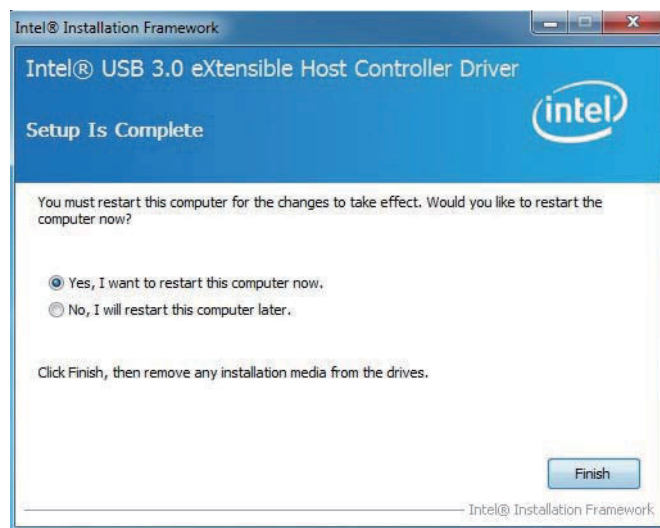 Intel® Installation Framework
Intel® USB 3.0 eXtensible Host Controller Driver
intel
Setup Is Complete
You must restart this computer for the changes to take effect. Would you like to restart the
computer now?
Yes, I want to restart this computer now.
No, I will restart this computer later.
Click Finish, then remove any installation media from the drives.
Finish
Intel® Installation Framework